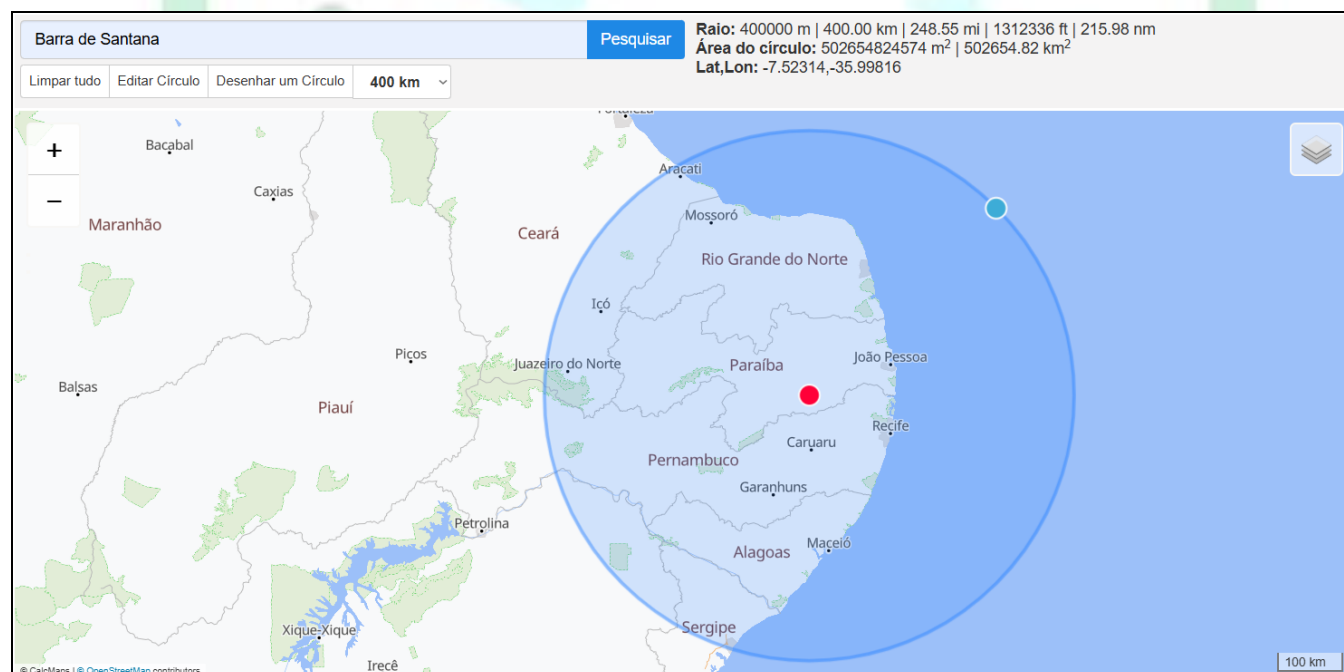 Barra de Santana
Pesquisar
Raio: 400000 m | 400.00 km | 248.55 mi | 1312336 ft | 215.98 nm
Área do círculo: 502654824574 m² | 502654.82 km²
Lat,Lon: -7.52314,-35.99816
Limpar tudo
Editar Círculo
Desenhar um Círculo
400 km
+
−
Fortaleza
Bacabal
Aracati
Caxias
Mossoró
Maranhão
Ceará
Rio Grande do Norte
Icó
Picos
João Pessoa
Juazeiro do Norte
Paraíba
Balsas
Piauí
Recife
Caruaru
Pernambuco
Garanhuns
Petrolina
Maceió
Alagoas
Sergipe
Xique-Xique
Irecê
© CalcMaps | © OpenStreetMap contributors
100 km